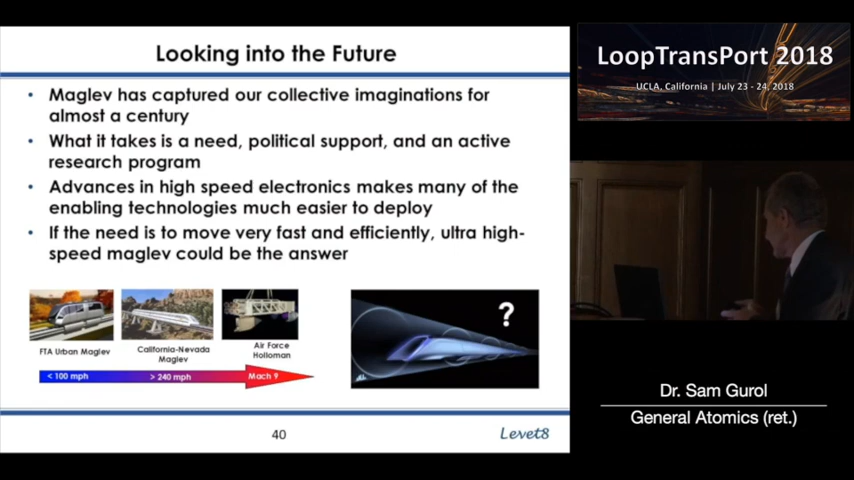 Looking into the Future
• Maglev has captured our collective imaginations for
almost a century
• What it takes is a need, political support, and an active
research program
• Advances in high speed electronics makes many of the
enabling technologies much easier to deploy
• If the need is to move very fast and efficiently, ultra high-
speed maglev could be the answer
FTA Urban Maglev
California-Nevada
Maglev
Air Force
Holloman
< 100 mph
> 240 mph
Mach 9
?
40
Levet8
LoopTransPort 2018
UCLA, California | July 23 - 24, 2018
Dr. Sam Gurol
General Atomics (ret.)